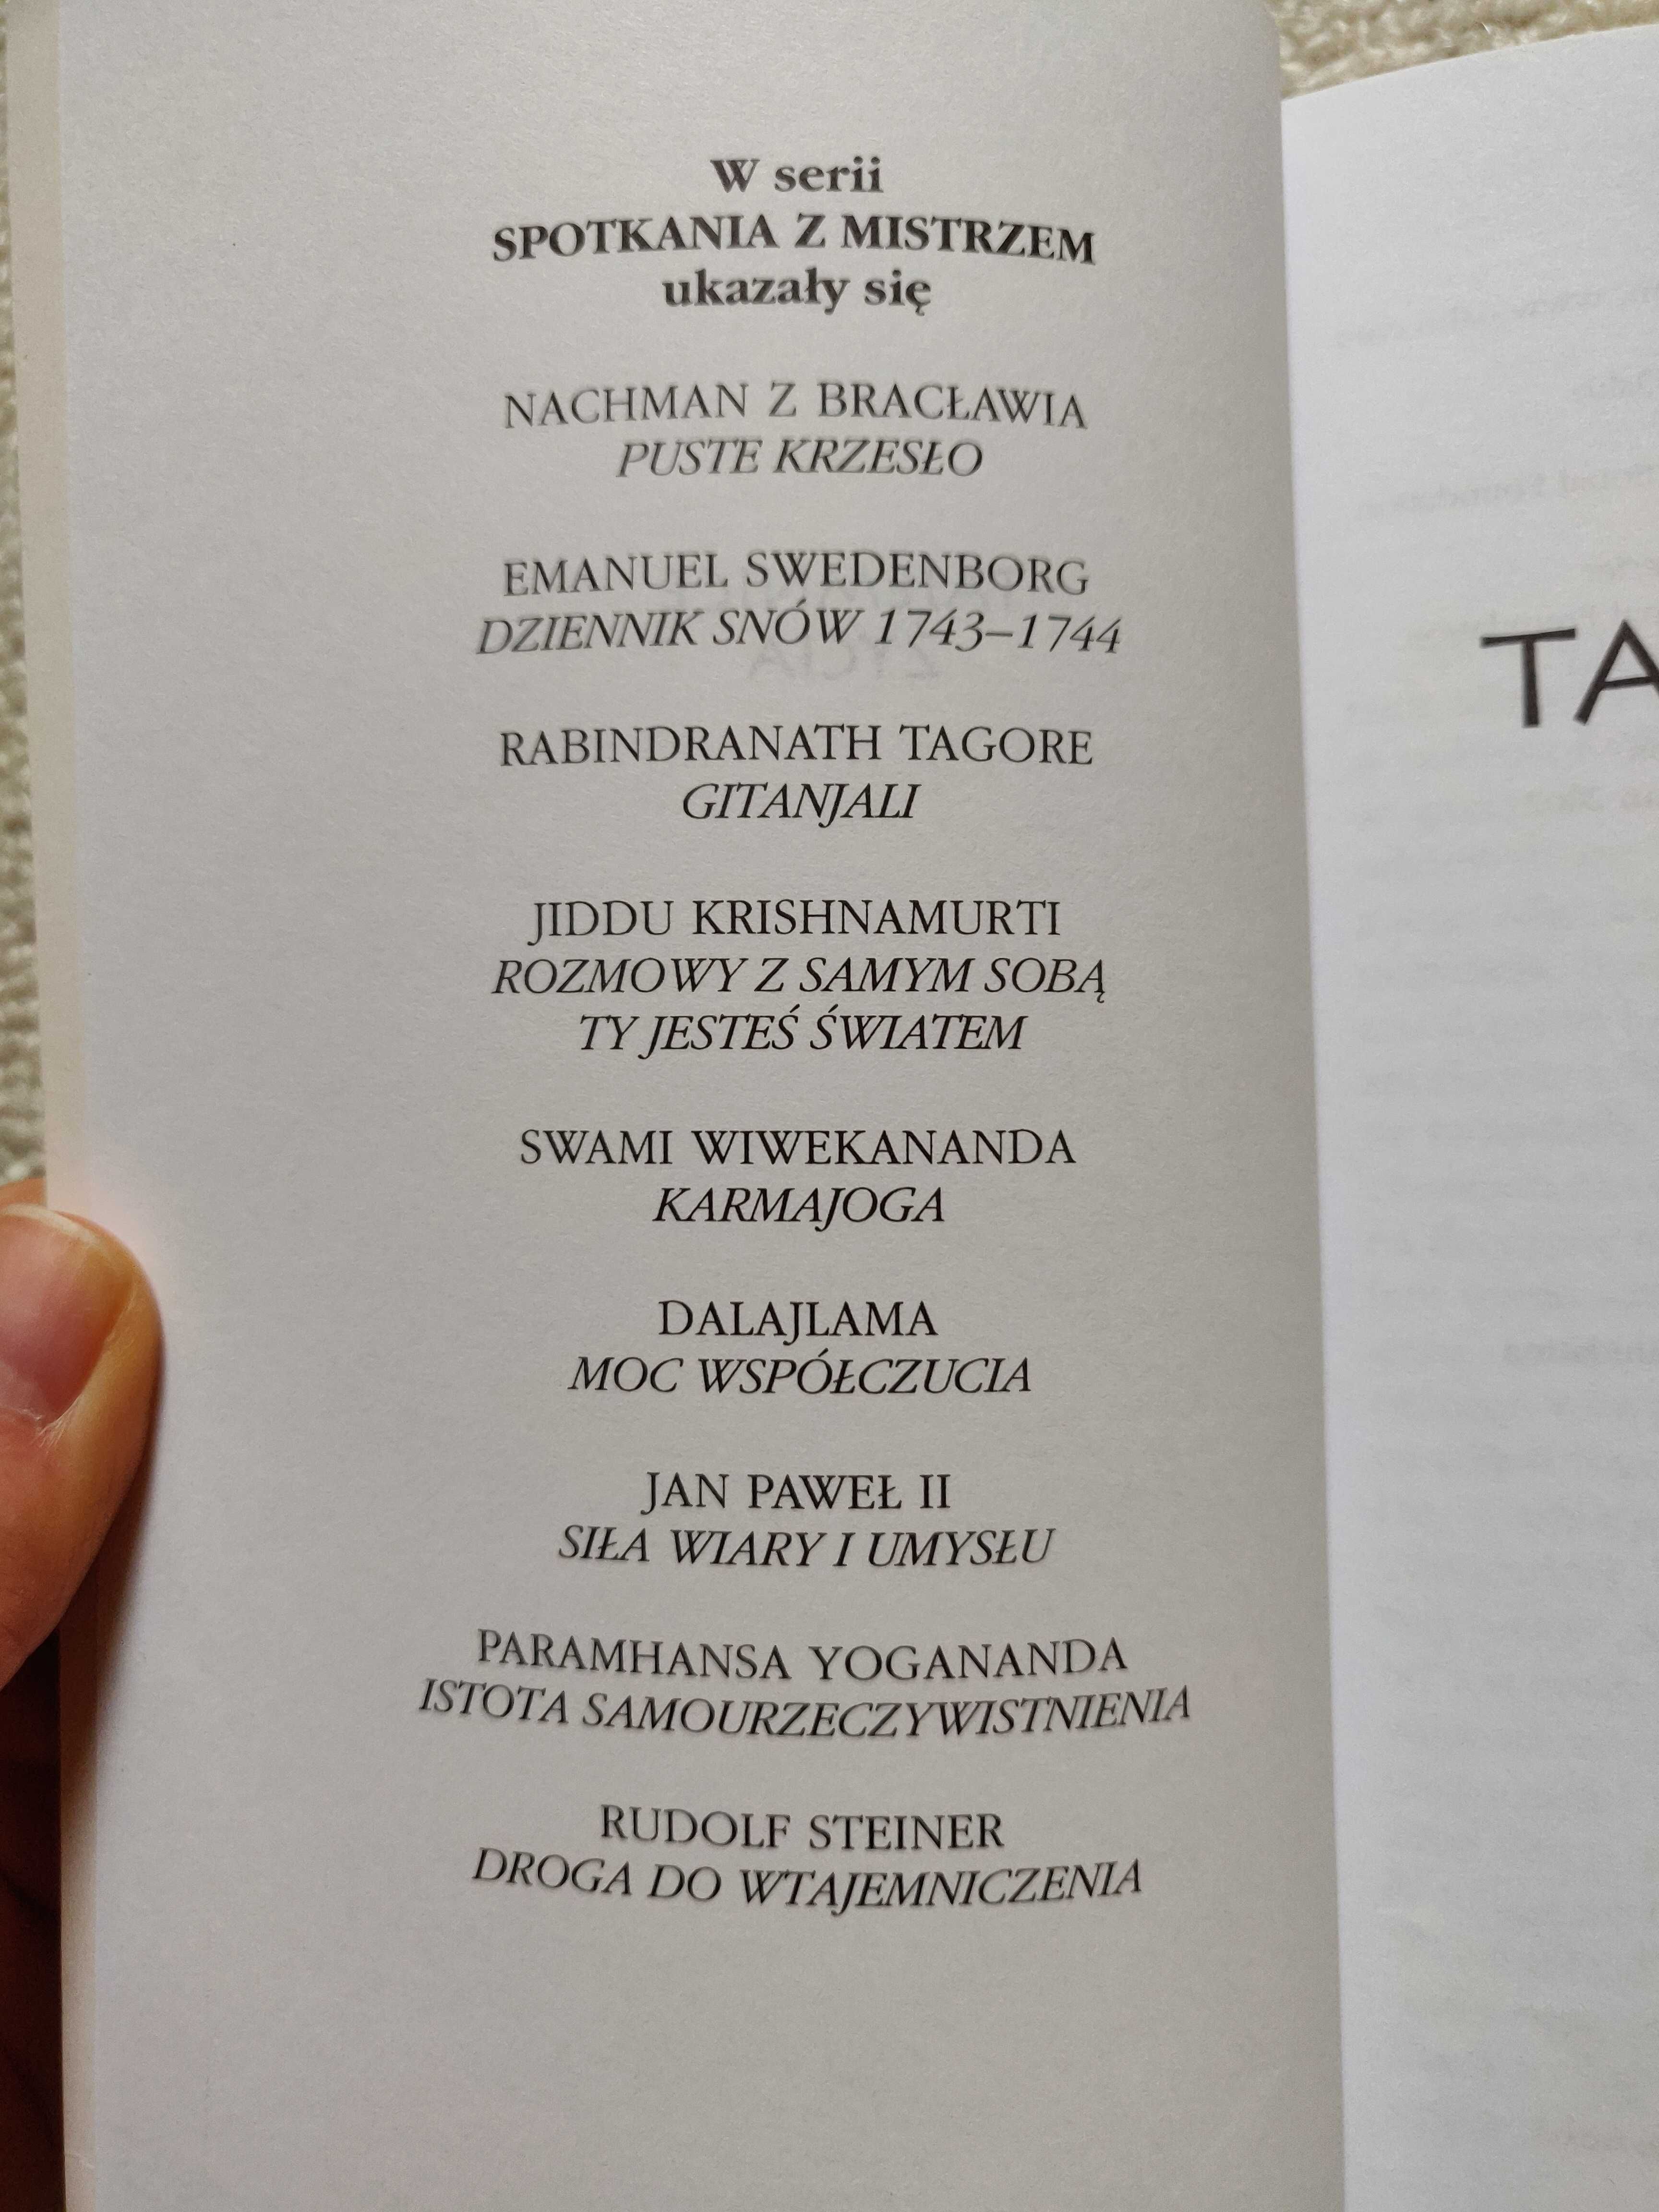 W serii
SPOTKANIA Z MISTRZEM
ukazały się
NACHMAN Z BRACŁAWIA
PUSTE KRZESŁO
EMANUEL SWEDENBORG
DZIENNIK SNÓW 1743–1744
RABINDRANATH TAGORE
GITANJALI
JIDDU KRISHNAMURTI
ROZMOWY Z SAMYM SOBĄ
TY JESTEŚ ŚWIATEM
SWAMI WIWEKANANDA
KARMAJOGA
DALAJLAMA
MOC WSPÓŁCZUCIA
JAN PAWEŁ II
SIŁA WIARY I UMYSŁU
PARAMHANSA YOGANANDA
ISTOTA SAMOURZECZYWISTNIENIA
RUDOLF STEINER
DROGA DO WTAJEMNICZENIA
TA